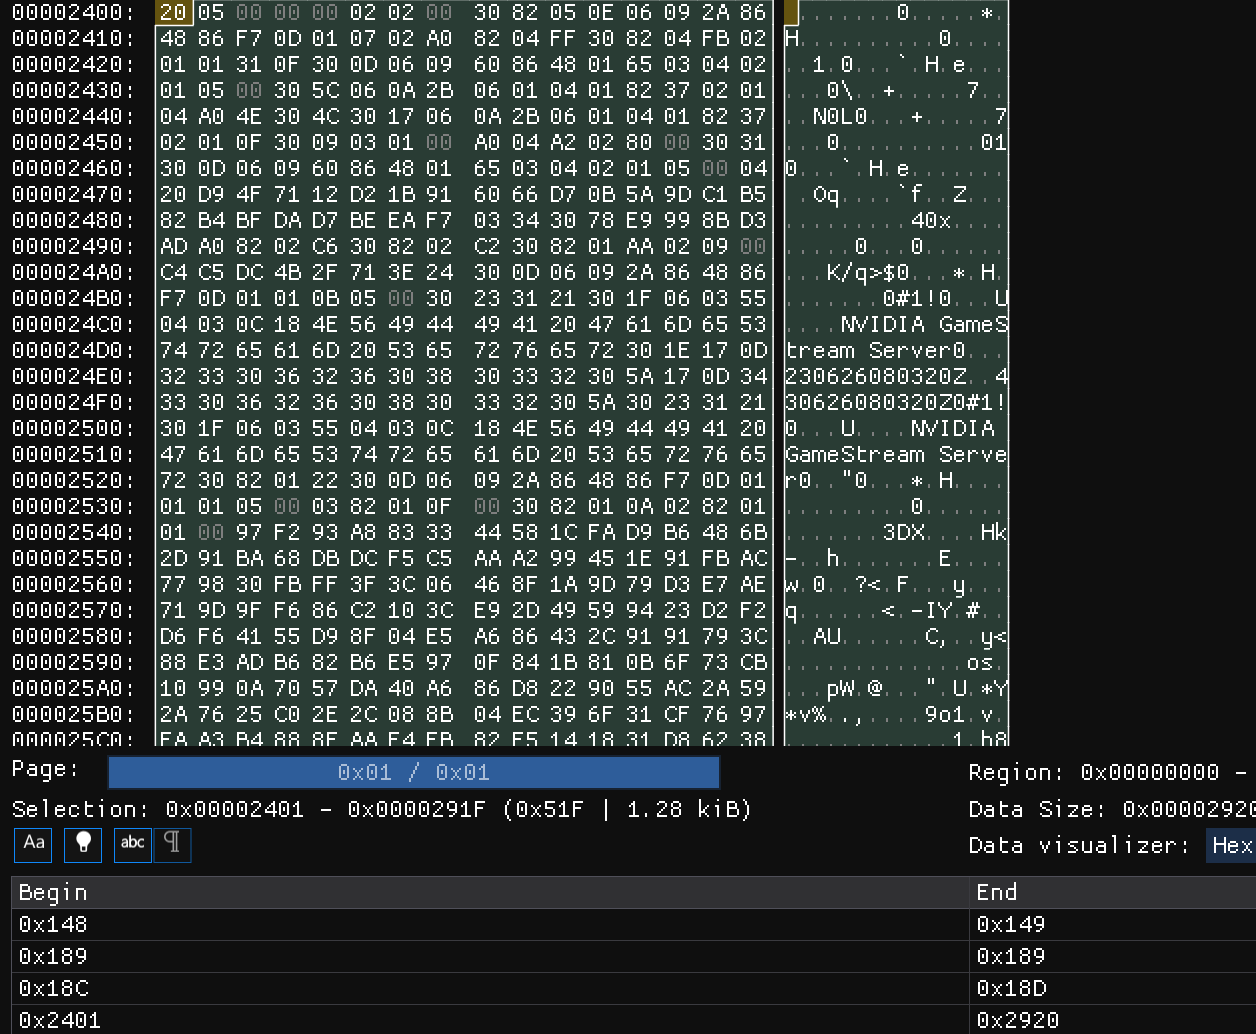 00002400: 20 05 00 00 00 02 02 00 30 82 05 0E 06 09 2A 86 ........0.....*.
00002410: 48 86 F7 0D 01 07 02 A0 82 04 FF 30 82 04 FB 02 H..........0....
00002420: 01 01 31 0F 30 0D 06 09 60 86 48 01 65 03 04 02 ..1.0...`.H.e...
00002430: 01 05 00 30 5C 06 0A 2B 06 01 04 01 82 37 02 01 ...0\..+.....7..
00002440: 04 A0 4E 30 4C 30 17 06 0A 2B 06 01 04 01 82 37 ..N0L0...+.....7
00002450: 02 01 0F 30 09 03 01 00 A0 04 A2 02 80 00 30 31 ...0..........01
00002460: 30 0D 06 09 60 86 48 01 65 03 04 02 01 05 00 04 0...`.H.e.......
00002470: 20 D9 4F 71 12 D2 1B 91 60 66 D7 0B 5A 9D C1 B5 .Oq....`f..Z...
00002480: 82 B4 BF DA D7 BE EA F7 03 34 30 78 E9 99 8B D3 .........40x....
00002490: AD A0 82 02 C6 30 82 02 C2 30 82 01 AA 02 09 00 .....0...0......
000024A0: C4 C5 DC 4B 2F 71 3E 24 30 0D 06 09 2A 86 48 86 ...K/q>$0...*.H.
000024B0: F7 0D 01 01 0B 05 00 30 23 31 21 30 1F 06 03 55 .......0#1!0...U
000024C0: 04 03 0C 18 4E 56 49 44 49 41 20 47 61 6D 65 53 ....NVIDIA GameS
000024D0: 74 72 65 61 6D 20 53 65 72 76 65 72 30 1E 17 0D tream Server0...
000024E0: 32 33 30 36 32 36 30 38 30 33 32 30 5A 17 0D 34 230626080320Z..4
000024F0: 33 30 36 32 36 30 38 30 33 32 30 5A 30 23 31 21 30626080320Z0#1!
00002500: 30 1F 06 03 55 04 03 0C 18 4E 56 49 44 49 41 20 0...U....NVIDIA
00002510: 47 61 6D 65 53 74 72 65 61 6D 20 53 65 72 76 65 GameStream Serve
00002520: 72 30 82 01 22 30 0D 06 09 2A 86 48 86 F7 0D 01 r0.."0...*.H....
00002530: 01 01 05 00 03 82 01 0F 00 30 82 01 0A 02 82 01 .........0......
00002540: 01 00 97 F2 93 A8 83 33 44 58 1C FA D9 B6 48 6B .......3DX....Hk
00002550: 2D 91 BA 68 DB DC F5 C5 AA A2 99 45 1E 91 FB AC -..h.......E....
00002560: 77 98 30 FB FF 3F 3C 06 46 8F 1A 9D 79 D3 E7 AE w.0..?<.F...y...
00002570: 71 9D 9F F6 86 C2 10 3C E9 2D 49 59 94 23 D2 F2 q......<.-IY.#..
00002580: D6 F6 41 55 D9 8F 04 E5 A6 86 43 2C 91 91 79 3C ..AU......C,..y<
00002590: 88 E3 AD B6 82 B6 E5 97 0F 84 1B 81 0B 6F 73 CB .............os.
000025A0: 10 99 0A 70 57 DA 40 A6 86 D8 22 90 55 AC 2A 59 ...pW.@...".U.*Y
000025B0: 2A 76 25 C0 2E 2C 08 8B 04 EC 39 6F 31 CF 76 97 *v%..,....9o1.v.
000025C0: EA A3 B4 88 8F AA F4 FB 82 E5 14 18 31 D8 62 38 ............1.b8
Page: 0x01 / 0x01 Region: 0x00000000 -
Selection: 0x00002401 - 0x0000291F (0x51F | 1.28 kiB) Data Size: 0x00002920
Aa abc ¶ Data visualizer: Hex
Begin End
0x148 0x149
0x189 0x189
0x18C 0x18D
0x2401 0x2920